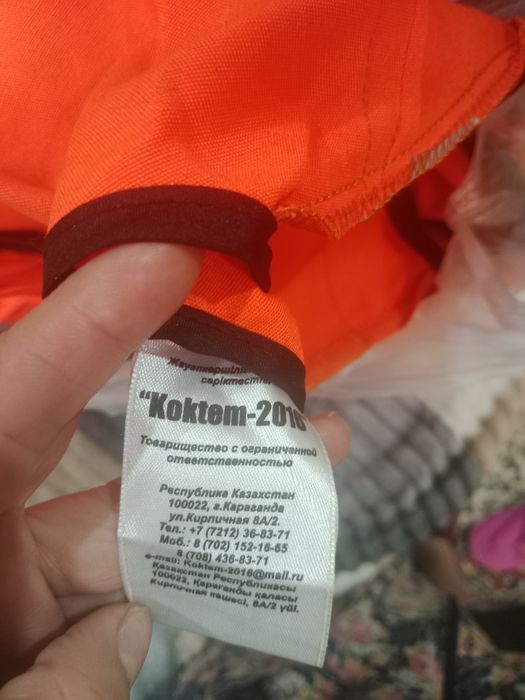 Жауапкершілі
серіктестігі
"Koktem-2016"
Товарищество с ограниченной
ответственностью
Республика Казахстан
100022, г.Караганда
ул.Кирпичная 8А/2.
Тел.: +7 (7212) 36-83-71
Моб.: 8 (702) 152-16-65
8 (708) 436-83-71
e-mail: Koktem-2016@mail.ru
Қазақстан Республикасы
100022, Қарағанды қаласы
Кирпичная көшесі, 8А/2 үйі.